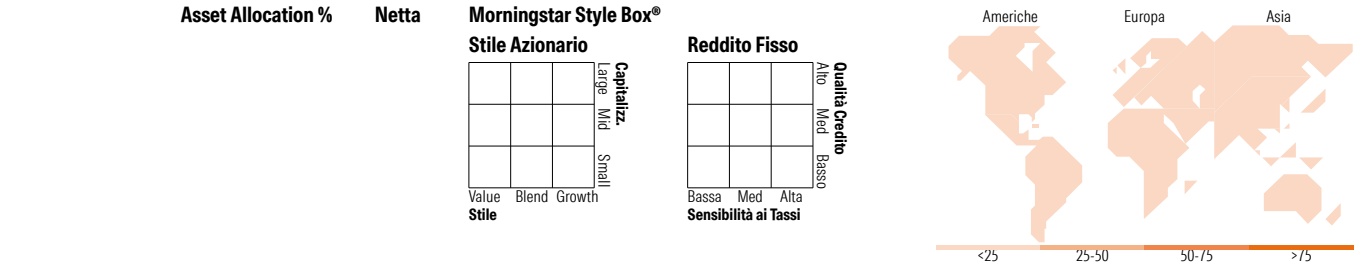 Asset Allocation % Netta
Morningstar Style Box®
Stile Azionario
Large Mid Small
Capitalizz.
Value Blend Growth
Stile
Reddito Fisso
Alto Med Basso
Qualità Credito
Bassa Med Alta
Sensibilità ai Tassi
Americhe Europa Asia
<25 25-50 50-75 >75